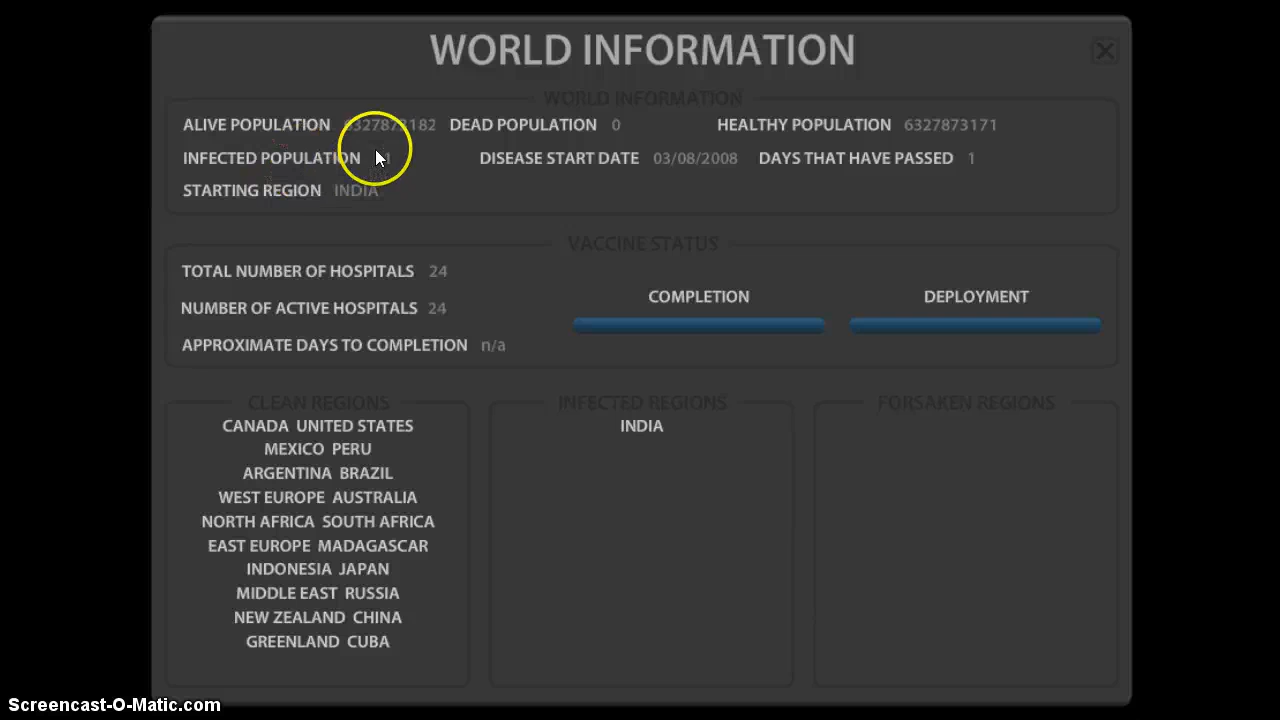 WORLD INFORMATION
WORLD INFORMATION
ALIVE POPULATION 6327873182 DEAD POPULATION 0 HEALTHY POPULATION 6327873171
INFECTED POPULATION DISEASE START DATE 03/08/2008 DAYS THAT HAVE PASSED 1
STARTING REGION INDIA
VACCINE STATUS
TOTAL NUMBER OF HOSPITALS 24
COMPLETION DEPLOYMENT
NUMBER OF ACTIVE HOSPITALS 24
APPROXIMATE DAYS TO COMPLETION n/a
CLEAN REGIONS
CANADA UNITED STATES
MEXICO PERU
ARGENTINA BRAZIL
WEST EUROPE AUSTRALIA
NORTH AFRICA SOUTH AFRICA
EAST EUROPE MADAGASCAR
INDONESIA JAPAN
MIDDLE EAST RUSSIA
NEW ZEALAND CHINA
GREENLAND CUBA
INFECTED REGIONS
INDIA
FORSAKEN REGIONS
Screencast-O-Matic.com